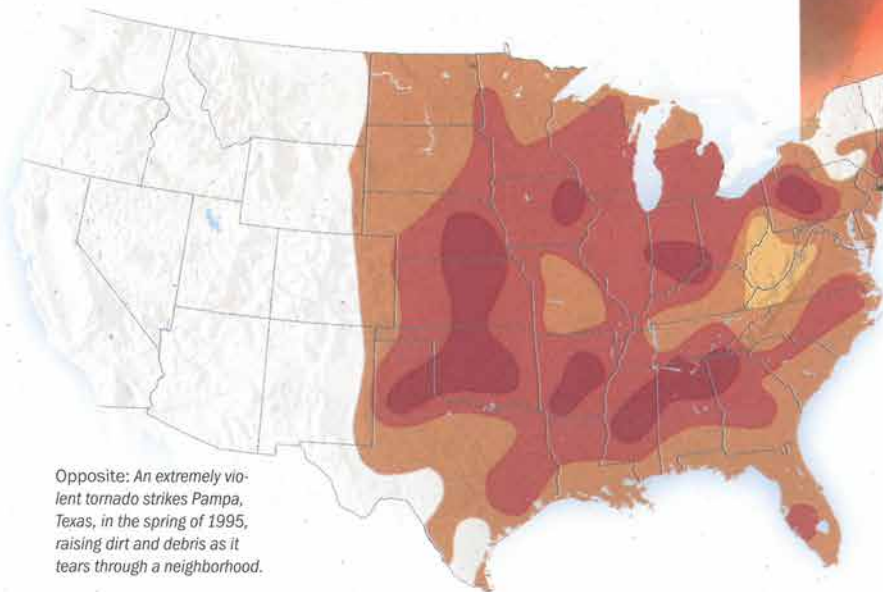 Opposite: An extremely vio-
lent tornado strikes Pampa,
Texas, in the spring of 1995,
raising dirt and debris as it
tears through a neighborhood.